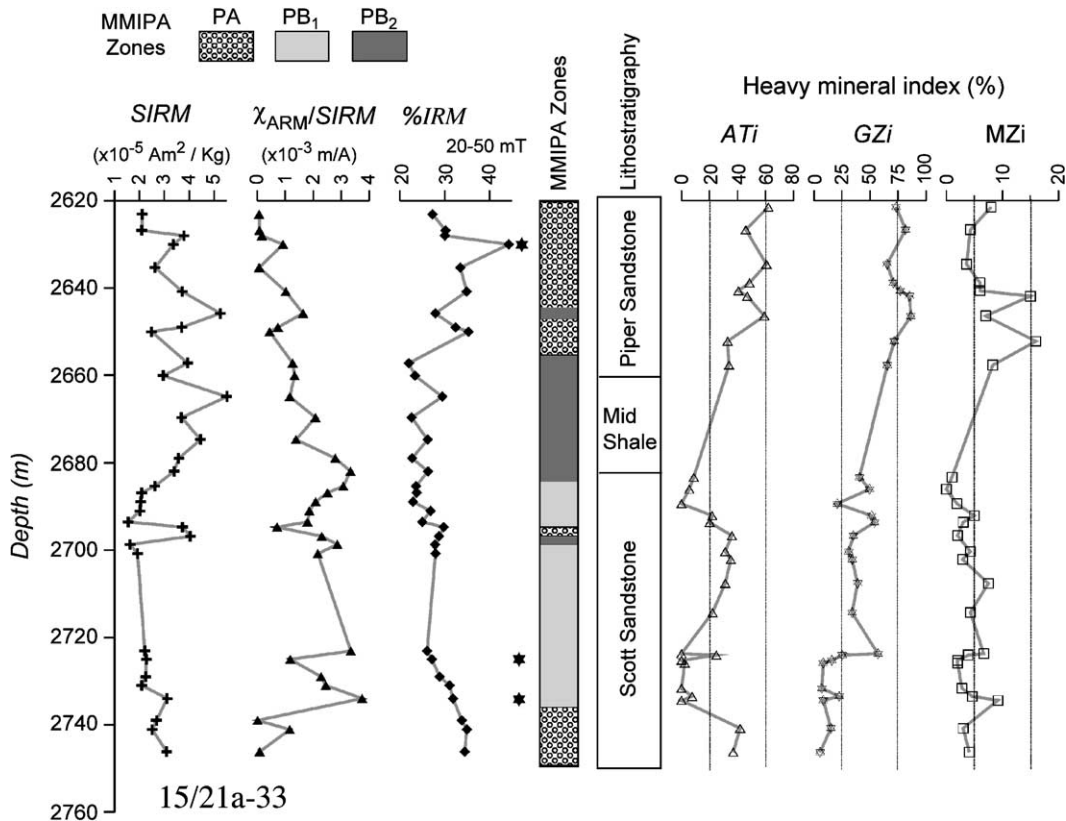 MMIPA Zones PA PB₁ PB₂
SIRM
(x10⁻⁵ Am² / Kg)
1 2 3 4 5
χARM/SIRM
(x10⁻³ m/A)
0 1 2 3 4
%IRM
20-50 mT
20 30 40
MMIPA Zones
Lithostratigraphy
Heavy mineral index (%)
ATi
0 20 40 60 80
GZi
0 25 50 75 100
MZi
0 5 10 20
Depth (m)
2620
2640
2660
2680
2700
2720
2740
2760
Piper Sandstone
Mid
Shale
Scott Sandstone
15/21a-33